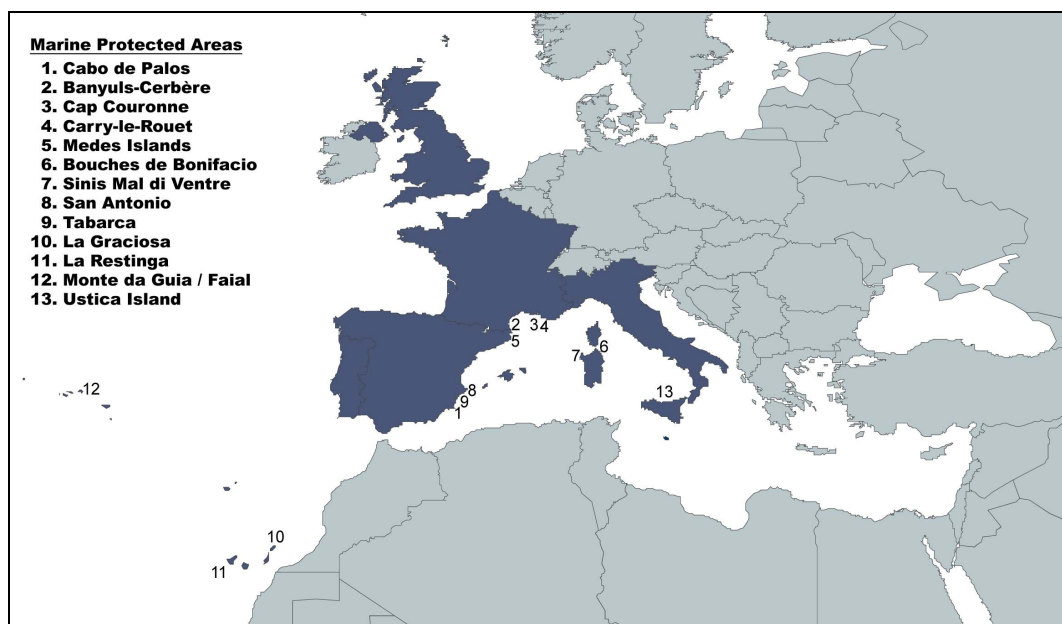 Marine Protected Areas
1. Cabo de Palos
2. Banyuls-Cerbère
3. Cap Couronne
4. Carry-le-Rouet
5. Medes Islands
6. Bouches de Bonifacio
7. Sinis Mal di Ventre
8. San Antonio
9. Tabarca
10. La Graciosa
11. La Restinga
12. Monte da Guia / Faial
13. Ustica Island
2
3 4
5
6
7
8
9
1
13
12
10
11